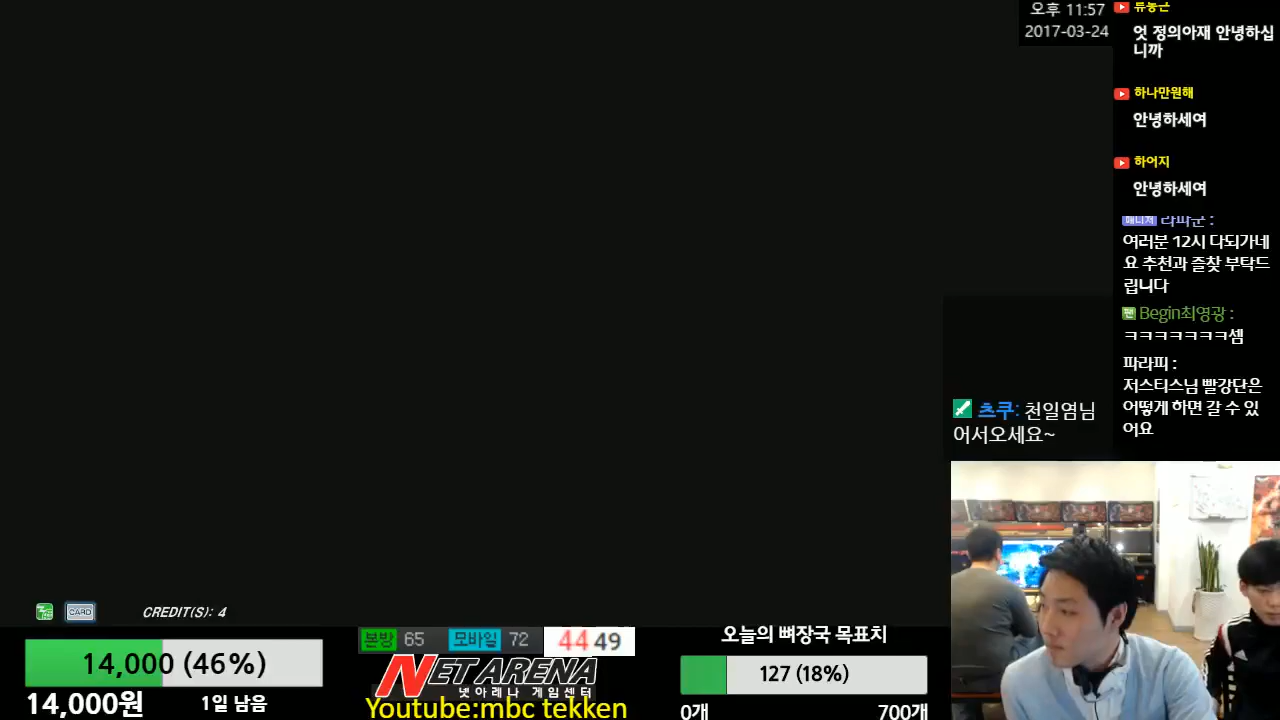 오후 11:57
2017-03-24
류동근
엇 정의아재 안녕하십
니까
하나만원해
안녕하세여
하어지
안녕하세여
매니저 라파군 :
여러분 12시 다되가네
요 추천과 즐찾 부탁드
립니다
팬 Begin최영광 :
ㅋㅋㅋㅋㅋㅋㅋ셈
파라피 :
저스티스님 빨강단은
어떻게 하면 갈 수 있
어요
츠쿠: 천일염님
어서오세요~
CARD
CREDIT(S): 4
14,000 (46%)
14,000원
1일 남음
본방 65 모바일 72 44 49
NET ARENA
넷아레나 게임센터
Youtube:mbc tekken
오늘의 뼈장국 목표치
127 (18%)
0개
700개